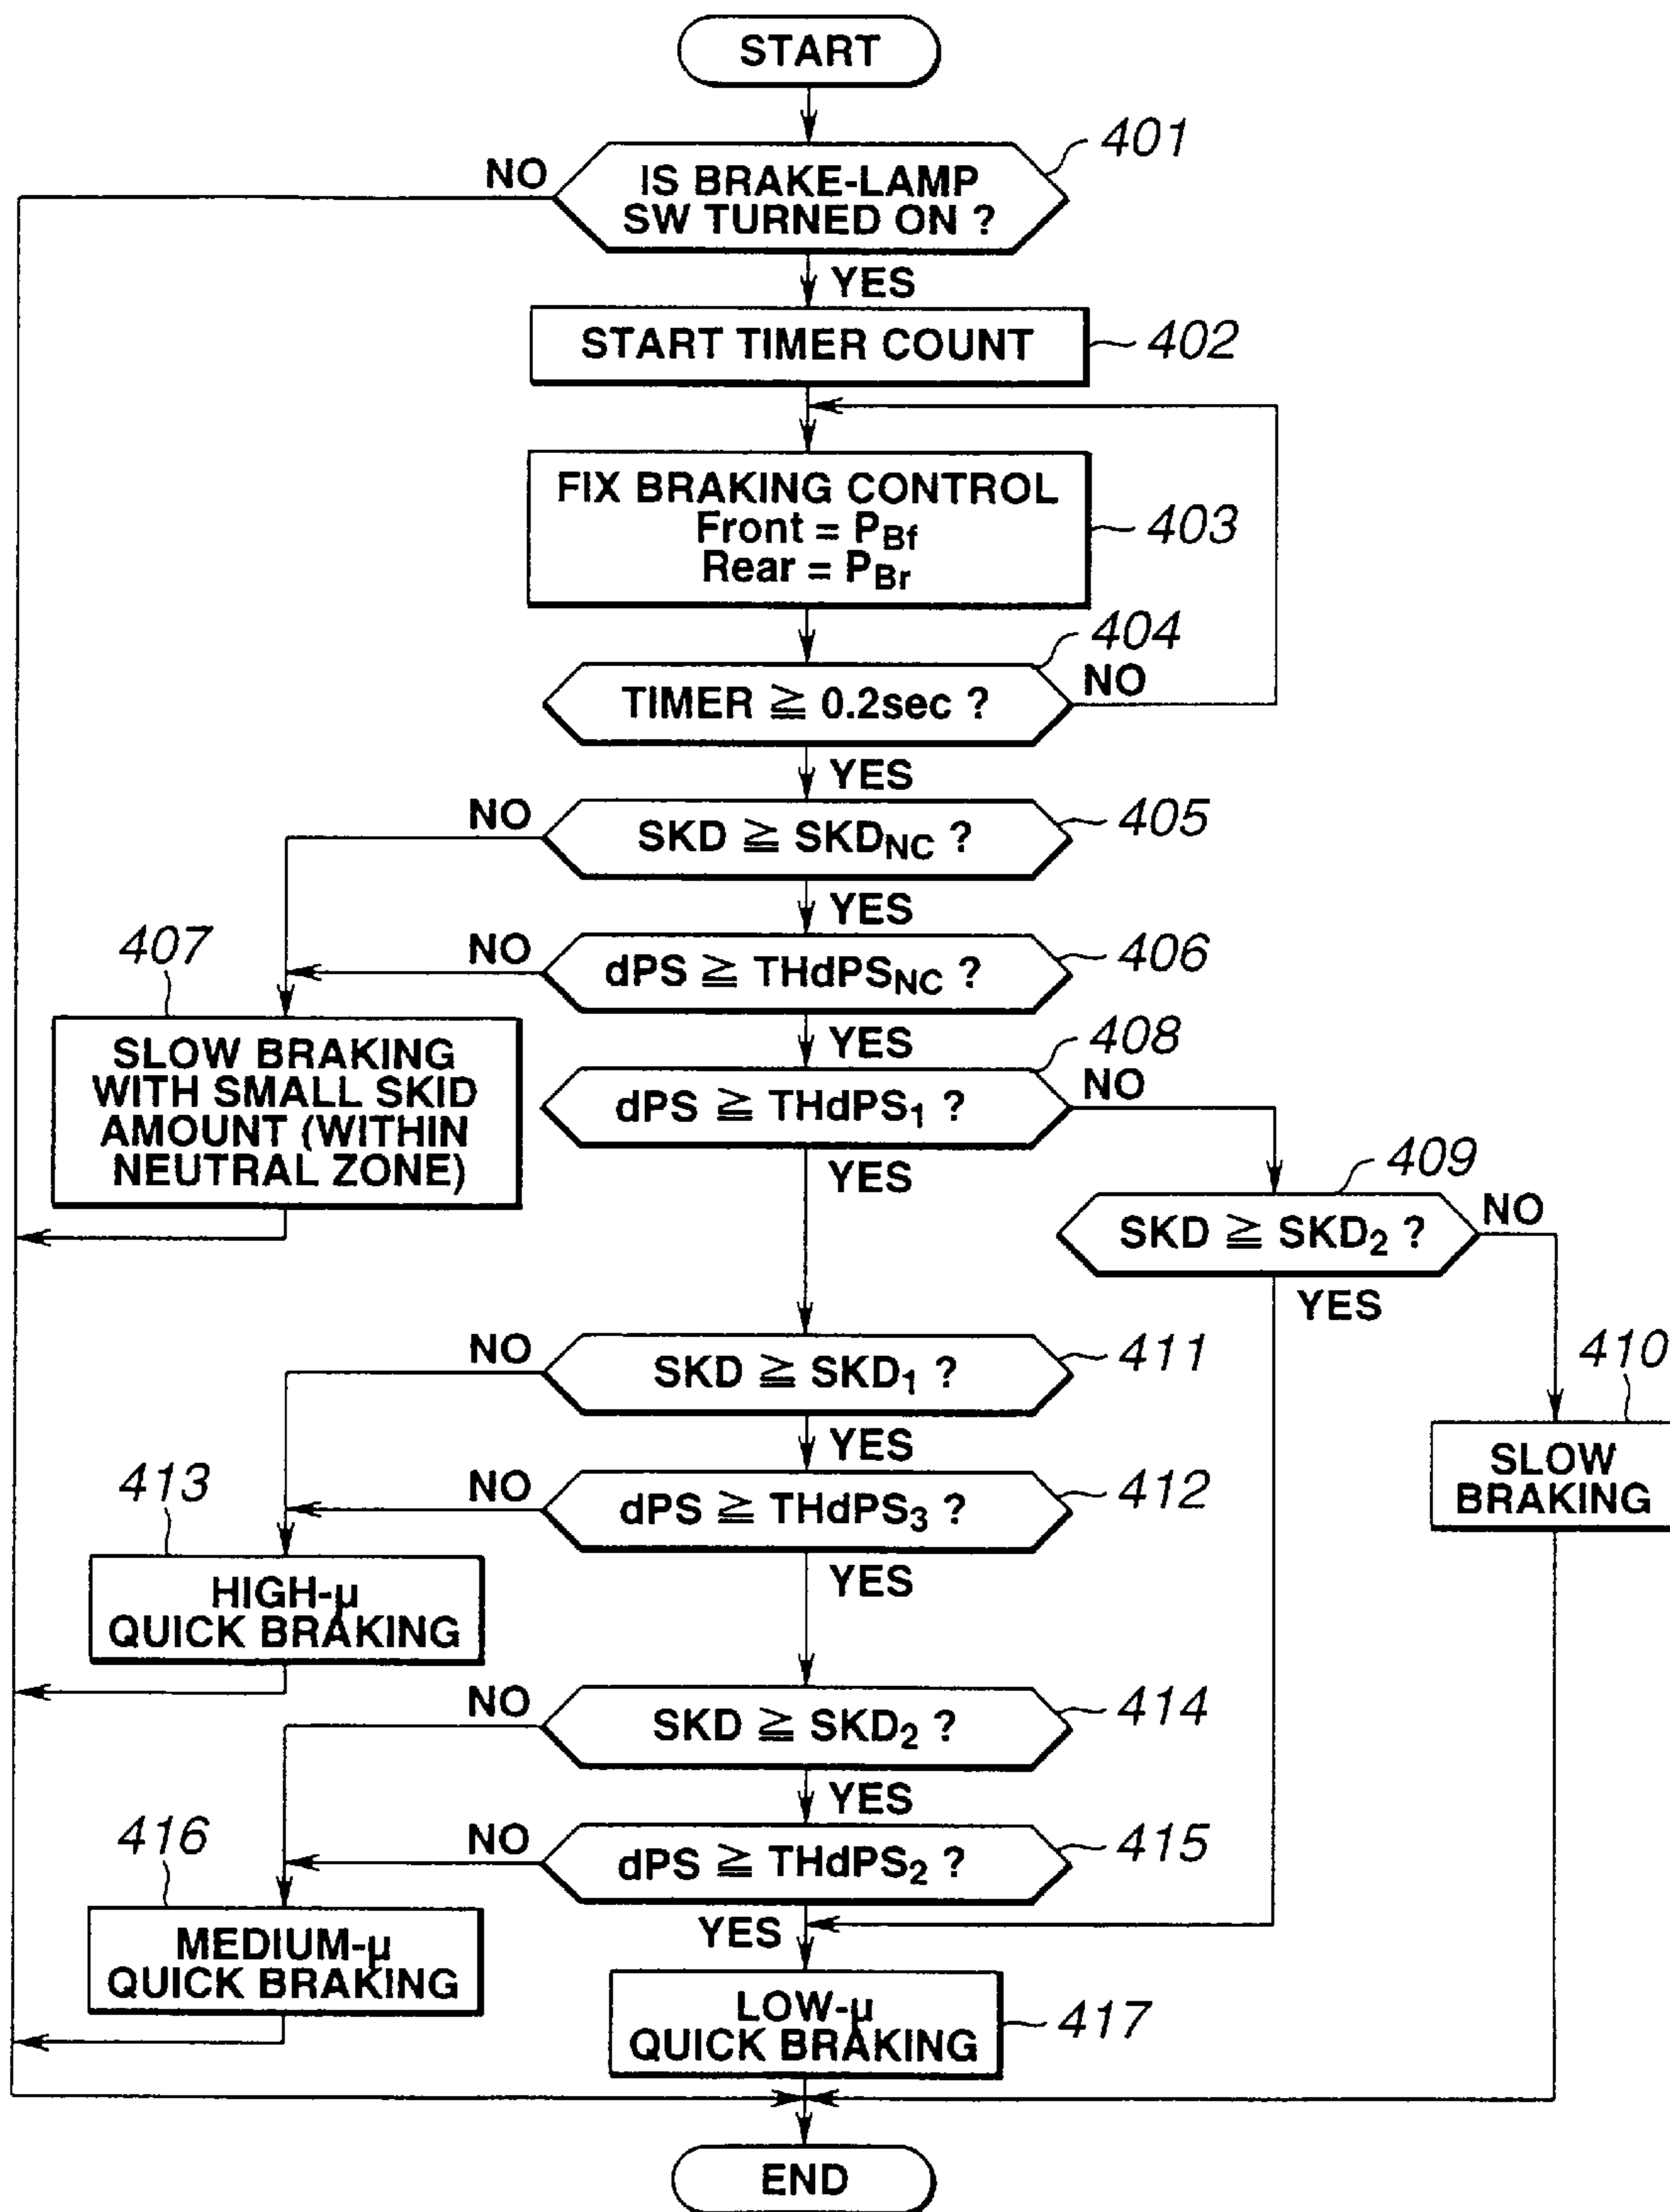 START
401
NO
IS BRAKE-LAMP
SW TURNED ON ?
YES
START TIMER COUNT
402
FIX BRAKING CONTROL
Front = PBf
Rear = PBr
403
404
TIMER ≧ 0.2sec ?
NO
YES
NO
SKD ≧ SKDNC ?
405
YES
407
NO
dPS ≧ THdPSNC ?
406
YES
408
SLOW BRAKING
WITH SMALL SKID
AMOUNT (WITHIN
NEUTRAL ZONE)
dPS ≧ THdPS1 ?
NO
YES
409
SKD ≧ SKD2 ?
NO
YES
NO
SKD ≧ SKD1 ?
411
410
YES
SLOW
BRAKING
413
NO
dPS ≧ THdPS3 ?
412
YES
HIGH-μ
QUICK BRAKING
NO
SKD ≧ SKD2 ?
414
YES
416
NO
dPS ≧ THdPS2 ?
415
YES
MEDIUM-μ
QUICK BRAKING
LOW-μ
QUICK BRAKING
417
END